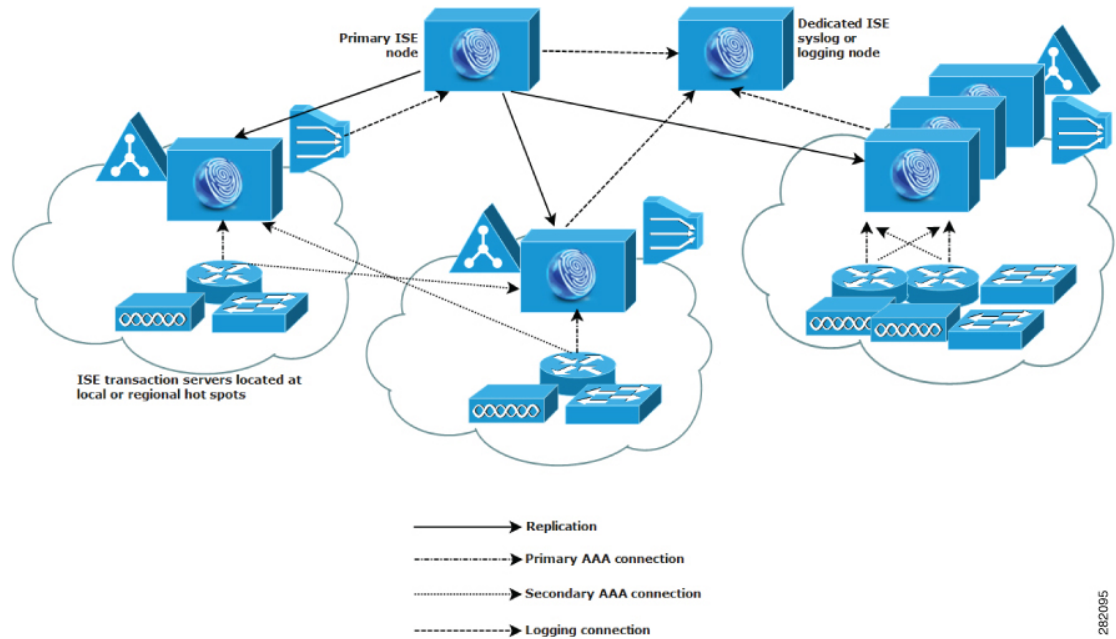 Primary ISE
node
Dedicated ISE
syslog or
logging node
ISE transaction servers located at
local or regional hot spots
Replication
Primary AAA connection
Secondary AAA connection
Logging connection
282095